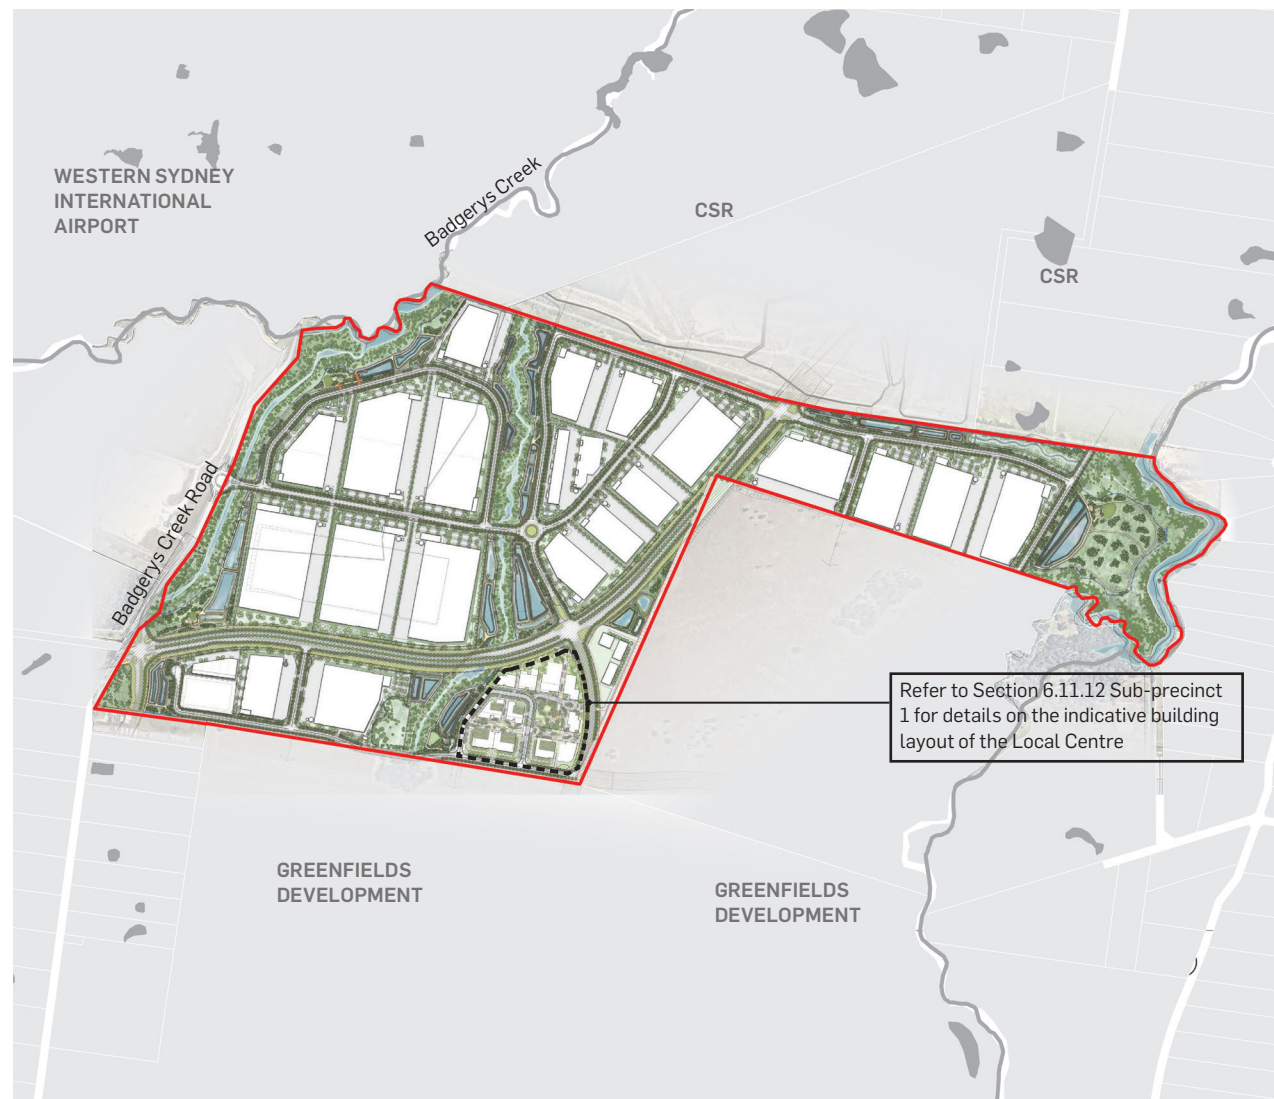 WESTERN SYDNEY
INTERNATIONAL
AIRPORT
Badgerys Creek
CSR
CSR
Badgerys Creek Road
Refer to Section 6.11.12 Sub-precinct
1 for details on the indicative building
layout of the Local Centre
GREENFIELDS
DEVELOPMENT
GREENFIELDS
DEVELOPMENT